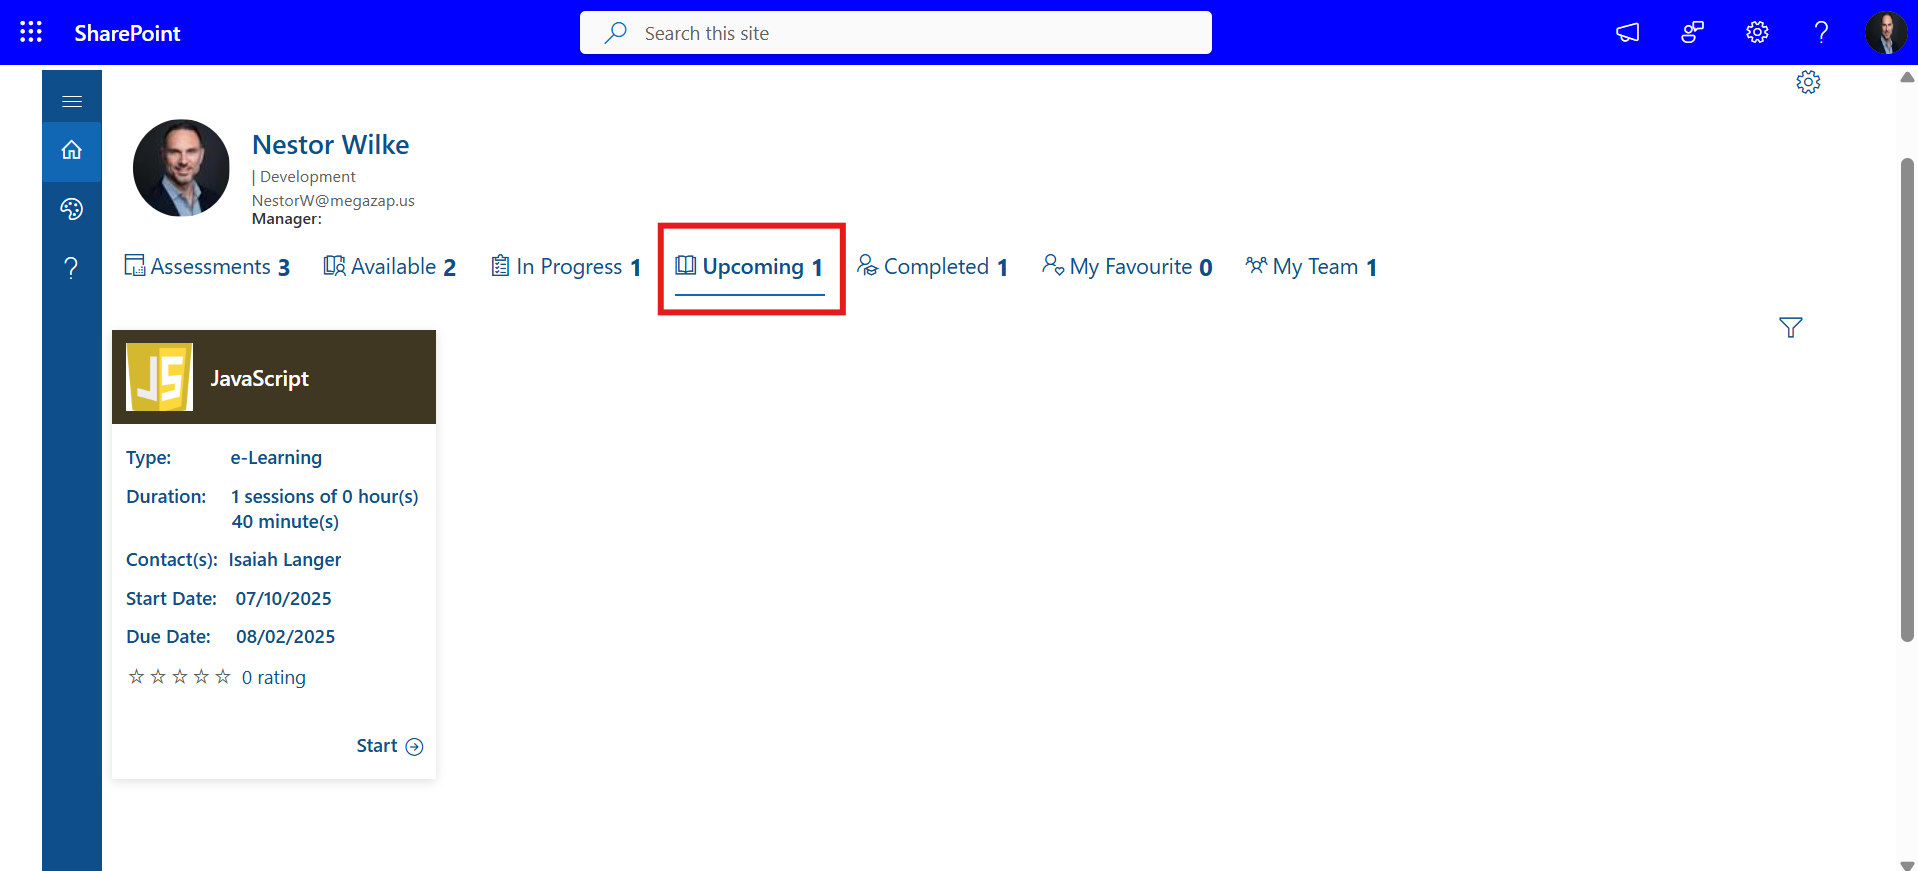 SharePoint
Search this site
Nestor Wilke
| Development
NestorW@megazap.us
Manager:
Assessments 3 Available 2 In Progress 1 Upcoming 1 Completed 1 My Favourite 0 My Team 1
JS JavaScript
Type: e-Learning
Duration: 1 sessions of 0 hour(s)
40 minute(s)
Contact(s): Isaiah Langer
Start Date: 07/10/2025
Due Date: 08/02/2025
0 rating
Start